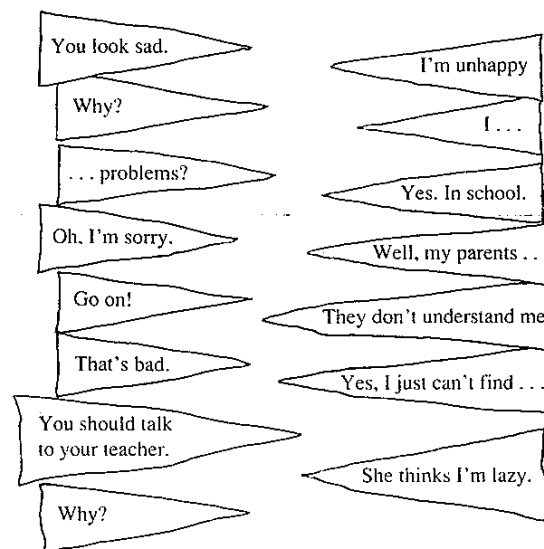 You look sad.
I'm unhappy
Why?
I . . .
. . . problems?
Yes. In school.
Oh, I'm sorry.
Well, my parents . .
Go on!
They don't understand me
That's bad.
Yes, I just can't find . . .
You should talk
to your teacher.
She thinks I'm lazy.
Why?